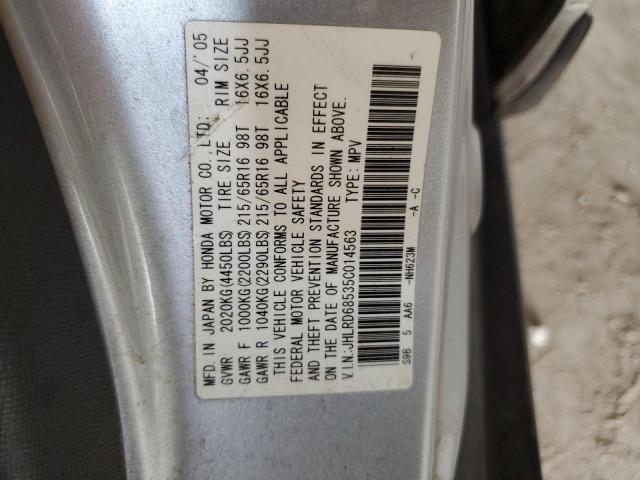 MFD. IN JAPAN BY HONDA MOTOR CO., LTD; 04/'05
GVWR 2020KG(4450LBS) TIRE SIZE RIM SIZE
GAWR F 1000KG(2200LBS) 215/65R16 98T 16X6.5JJ
GAWR R 1040KG(2290LBS) 215/65R16 98T 16X6.5JJ
THIS VEHICLE CONFORMS TO ALL APPLICABLE
FEDERAL MOTOR VEHICLE SAFETY
AND THEFT PREVENTION STANDARDS IN EFFECT
ON THE DATE OF MANUFACTURE SHOWN ABOVE.
V.I.N.:JHLRD68535C014563 TYPE: MPV
S9B 5 AA6 -NH623M -A -C